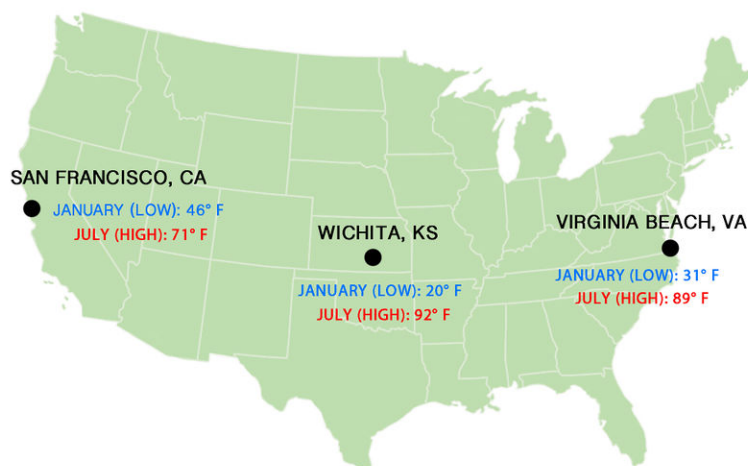 SAN FRANCISCO, CA
JANUARY (LOW): 46° F
JULY (HIGH): 71° F
WICHITA, KS
JANUARY (LOW): 20° F
JULY (HIGH): 92° F
VIRGINIA BEACH, VA
JANUARY (LOW): 31° F
JULY (HIGH): 89° F